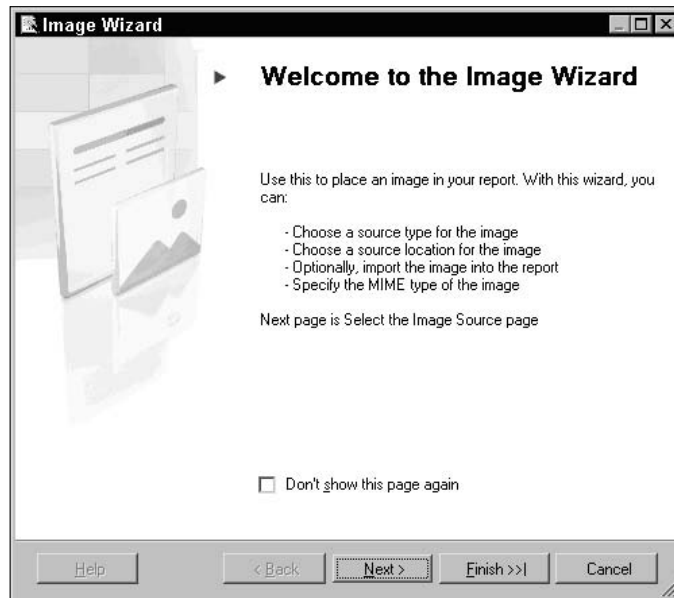 Image Wizard
Welcome to the Image Wizard
Use this to place an image in your report. With this wizard, you
can:
- Choose a source type for the image
- Choose a source location for the image
- Optionally, import the image into the report
- Specify the MIME type of the image
Next page is Select the Image Source page
Don't show this page again
Help
< Back
Next >
Finish >>|
Cancel